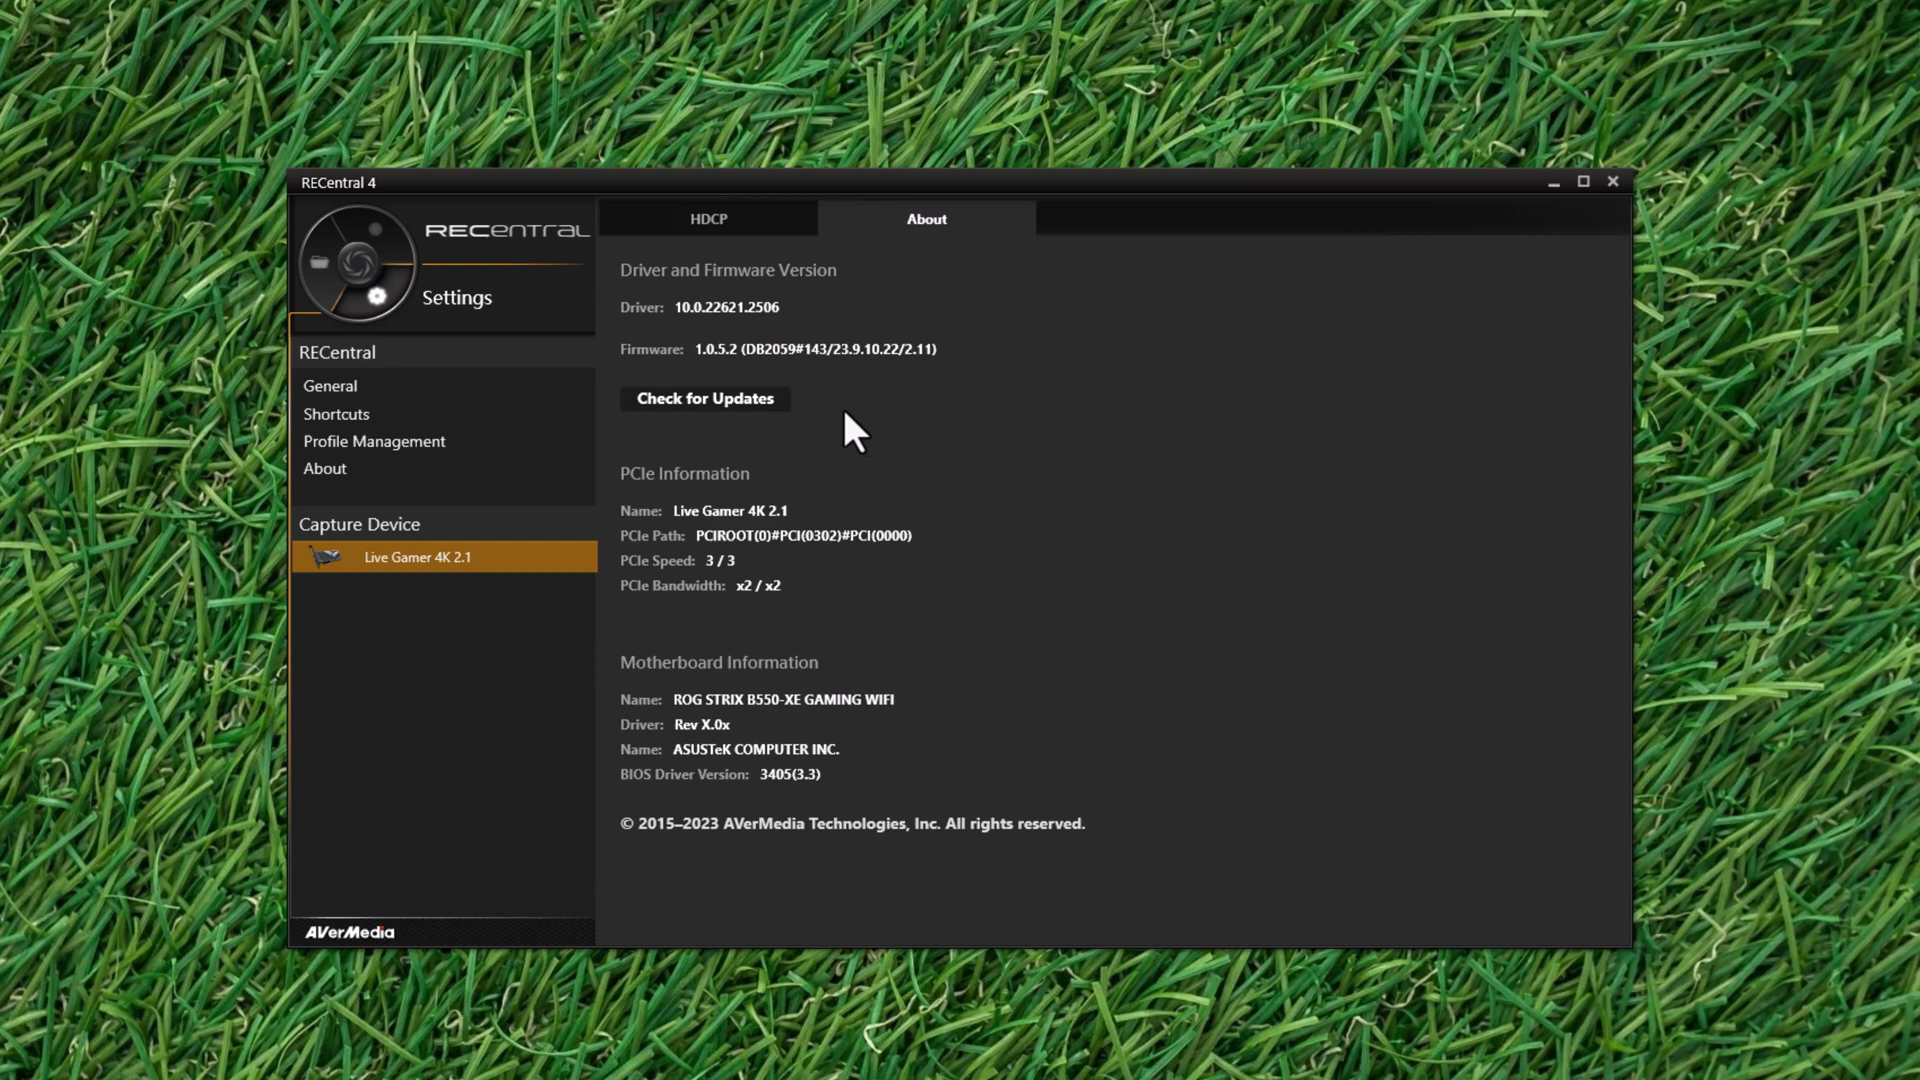 RECentral 4
RECentral
Settings
HDCP
About
RECentral
General
Shortcuts
Profile Management
About
Capture Device
Live Gamer 4K 2.1
AVerMedia
Driver and Firmware Version
Driver: 10.0.22621.2506
Firmware: 1.0.5.2 (DB2059#143/23.9.10.22/2.11)
Check for Updates
PCIe Information
Name: Live Gamer 4K 2.1
PCIe Path: PCIROOT(0)#PCI(0302)#PCI(0000)
PCIe Speed: 3 / 3
PCIe Bandwidth: x2 / x2
Motherboard Information
Name: ROG STRIX B550-XE GAMING WIFI
Driver: Rev X.0x
Name: ASUSTeK COMPUTER INC.
BIOS Driver Version: 3405(3.3)
© 2015–2023 AVerMedia Technologies, Inc. All rights reserved.